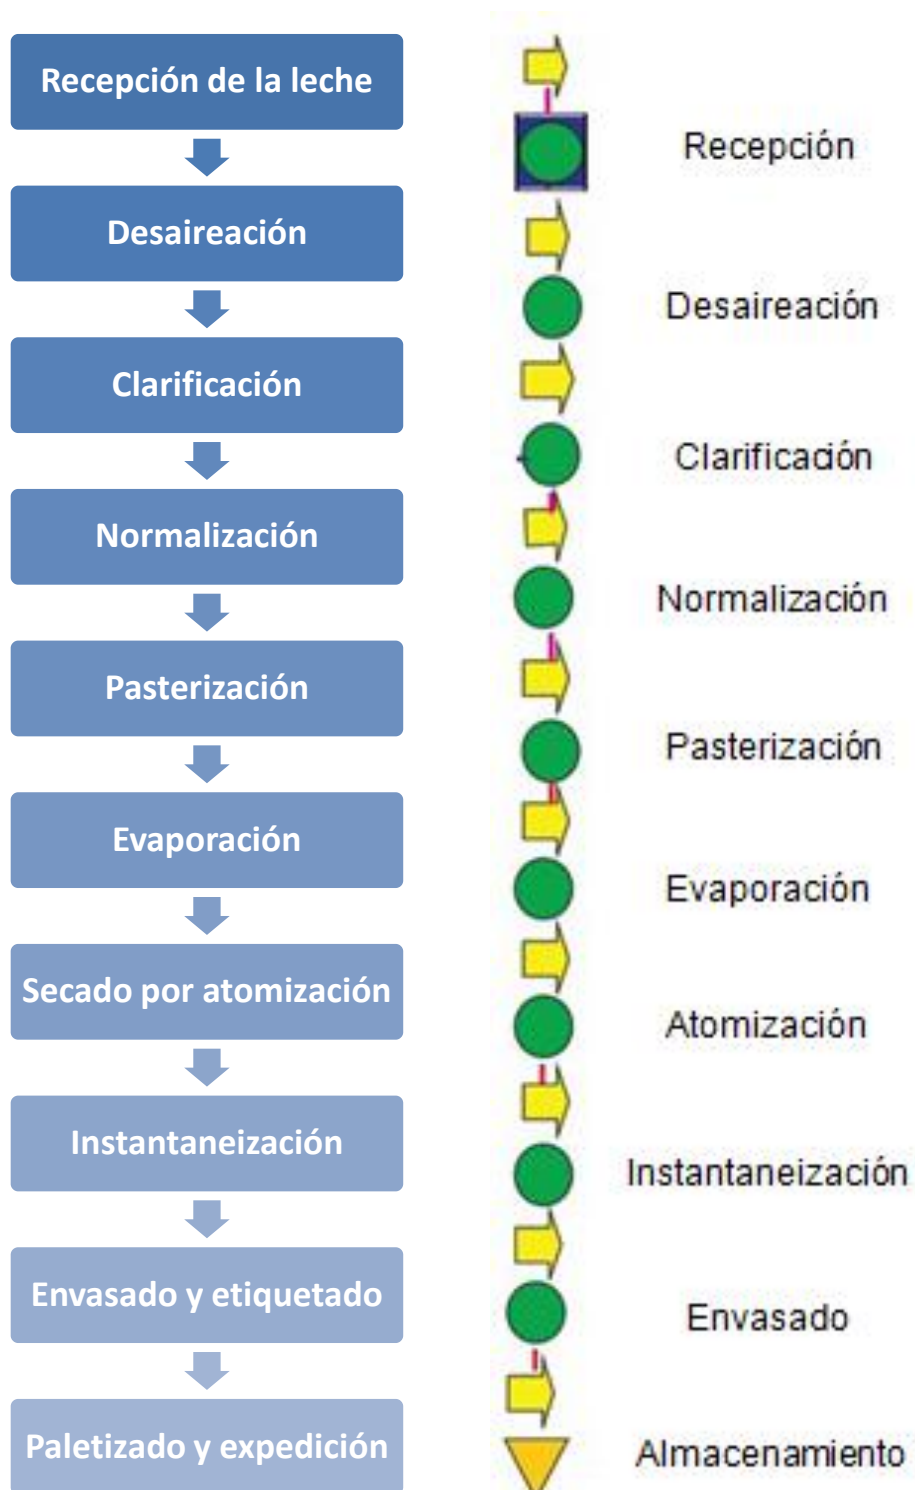 Recepción de la leche
Desaireación
Clarificación
Normalización
Pasterización
Evaporación
Secado por atomización
Instantaneización
Envasado y etiquetado
Paletizado y expedición
Recepción
Desaireación
Clarificación
Normalización
Pasterización
Evaporación
Atomización
Instantaneización
Envasado
Almacenamiento